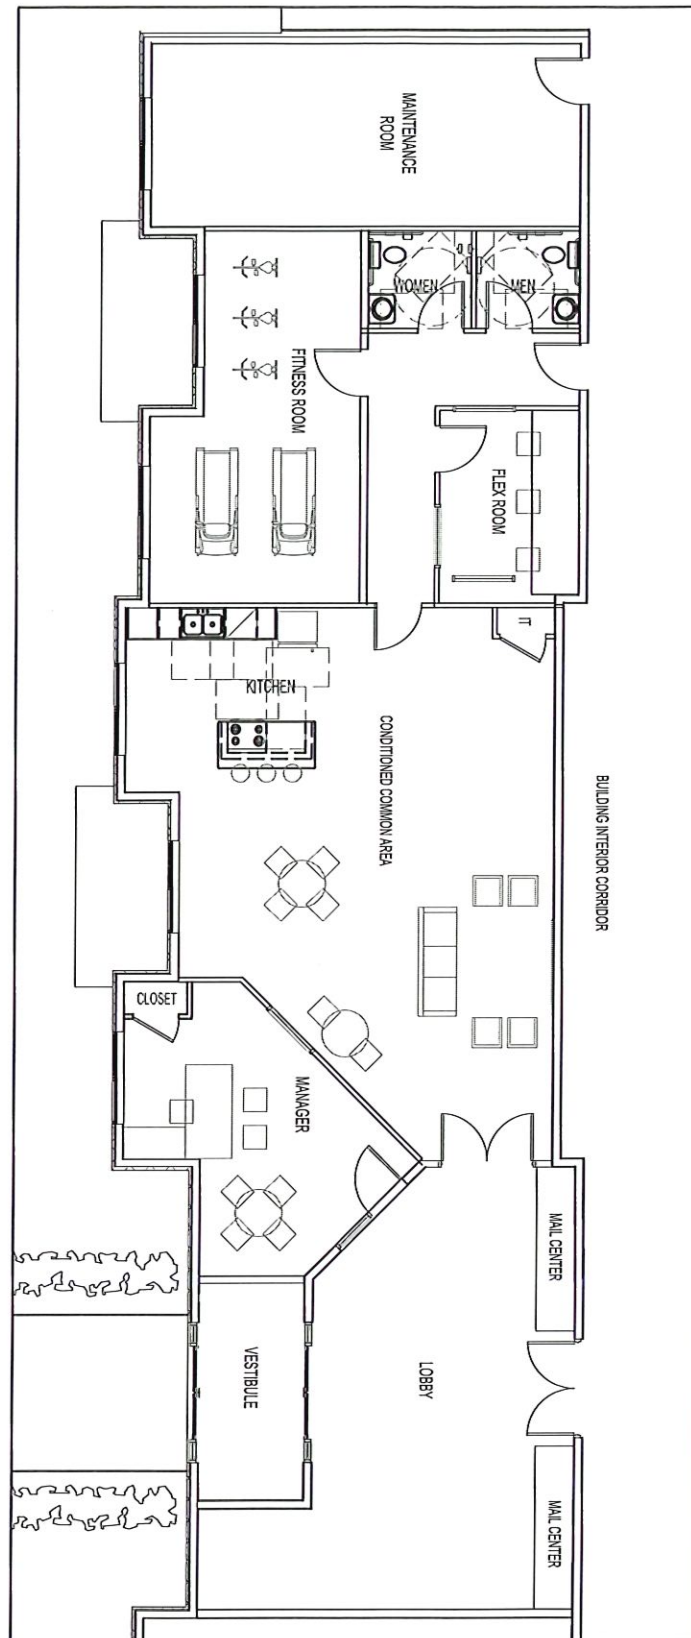 MAINTENANCE
ROOM
WOMEN
MEN
FITNESS ROOM
FLEX ROOM
IT
KITCHEN
CONDITIONED COMMON AREA
BUILDING INTERIOR CORRIDOR
CLOSET
MANAGER
MAIL CENTER
VESTIBULE
LOBBY
MAIL CENTER